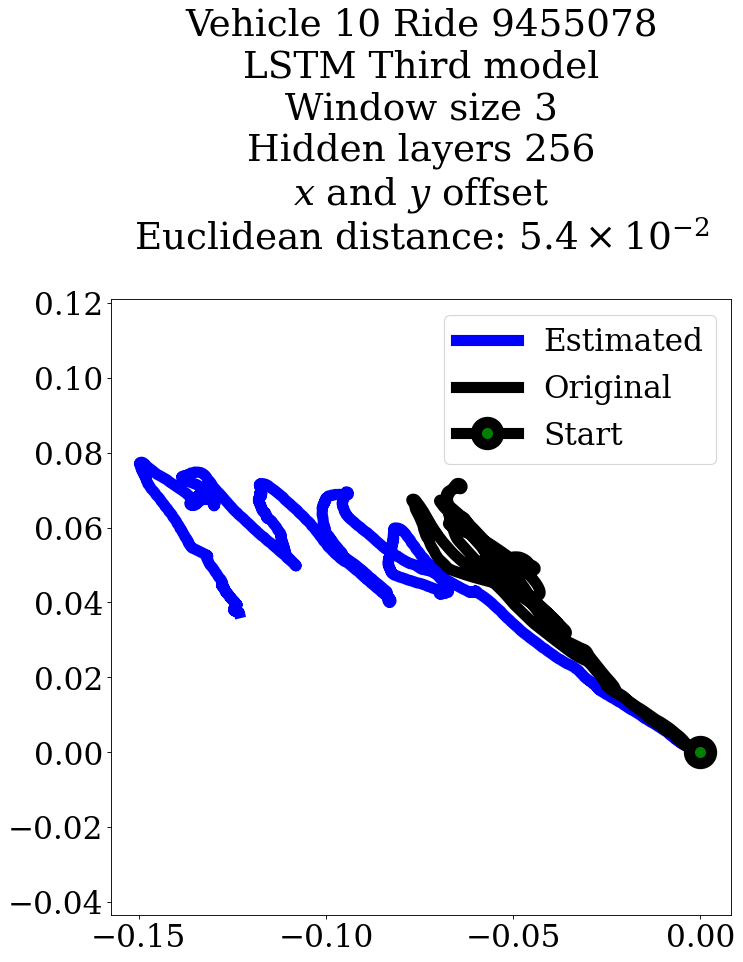 Vehicle 10 Ride 9455078
LSTM Third model
Window size 3
Hidden layers 256
x and y offset
Euclidean distance: 5.4 × 10⁻²
Estimated
Original
Start
0.12
0.10
0.08
0.06
0.04
0.02
0.00
−0.02
−0.04
−0.15 −0.10 −0.05 0.00